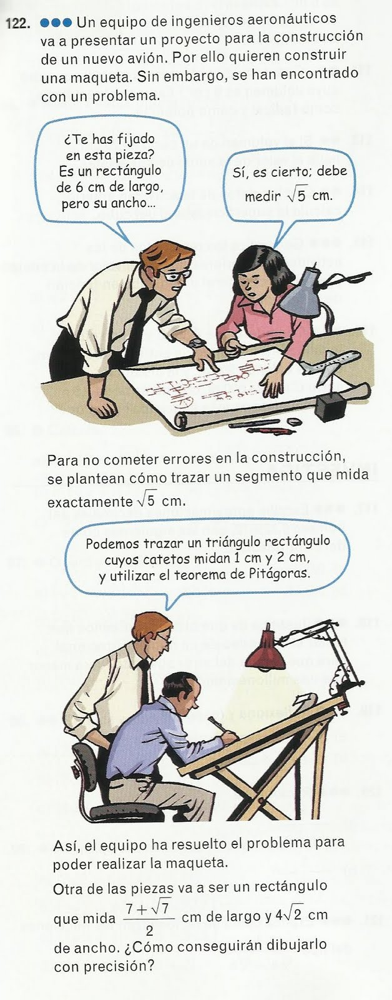 122. ●●● Un equipo de ingenieros aeronáuticos
va a presentar un proyecto para la construcción
de un nuevo avión. Por ello quieren construir
una maqueta. Sin embargo, se han encontrado
con un problema.
¿Te has fijado
en esta pieza?
Es un rectángulo
de 6 cm de largo,
pero su ancho...
Sí, es cierto; debe
medir √5 cm.
Para no cometer errores en la construcción,
se plantean cómo trazar un segmento que mida
exactamente √5 cm.
Podemos trazar un triángulo rectángulo
cuyos catetos midan 1 cm y 2 cm,
y utilizar el teorema de Pitágoras.
Así, el equipo ha resuelto el problema para
poder realizar la maqueta.
Otra de las piezas va a ser un rectángulo
que mida (7 + √7)/2 cm de largo y 4√2 cm
de ancho. ¿Cómo conseguirán dibujarlo
con precisión?